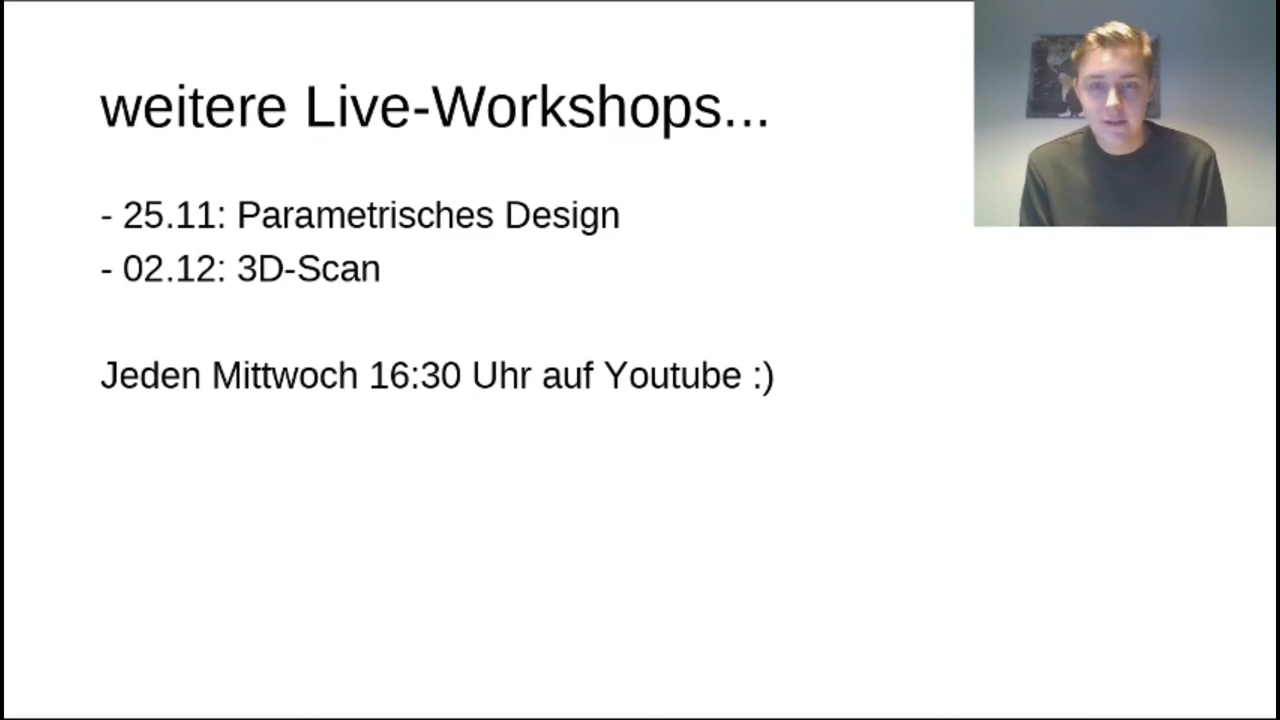 weitere Live-Workshops...
- 25.11: Parametrisches Design
- 02.12: 3D-Scan
Jeden Mittwoch 16:30 Uhr auf Youtube :)